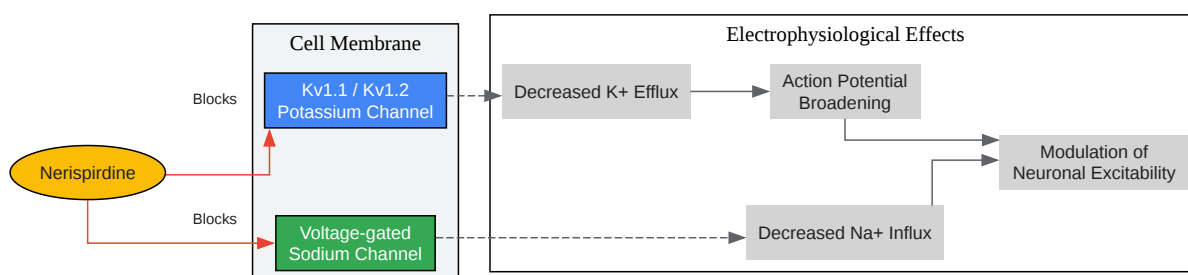 Cell Membrane
Electrophysiological Effects
Blocks
Kv1.1 / Kv1.2
Potassium Channel
Decreased K+ Efflux
Action Potential
Broadening
Nerispirdine
Modulation of
Neuronal Excitability
Blocks
Voltage-gated
Sodium Channel
Decreased Na+ Influx